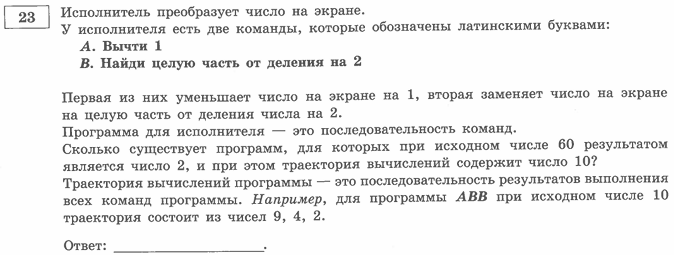 23
Исполнитель преобразует число на экране.
У исполнителя есть две команды, которые обозначены латинскими буквами:
A. Вычти 1
B. Найди целую часть от деления на 2
Первая из них уменьшает число на экране на 1, вторая заменяет число на экране
на целую часть от деления числа на 2.
Программа для исполнителя — это последовательность команд.
Сколько существует программ, для которых при исходном числе 60 результатом
является число 2, и при этом траектория вычислений содержит число 10?
Траектория вычислений программы — это последовательность результатов выполнения
всех команд программы. Например, для программы ABB при исходном числе 10
траектория состоит из чисел 9, 4, 2.
Ответ: ____________________.